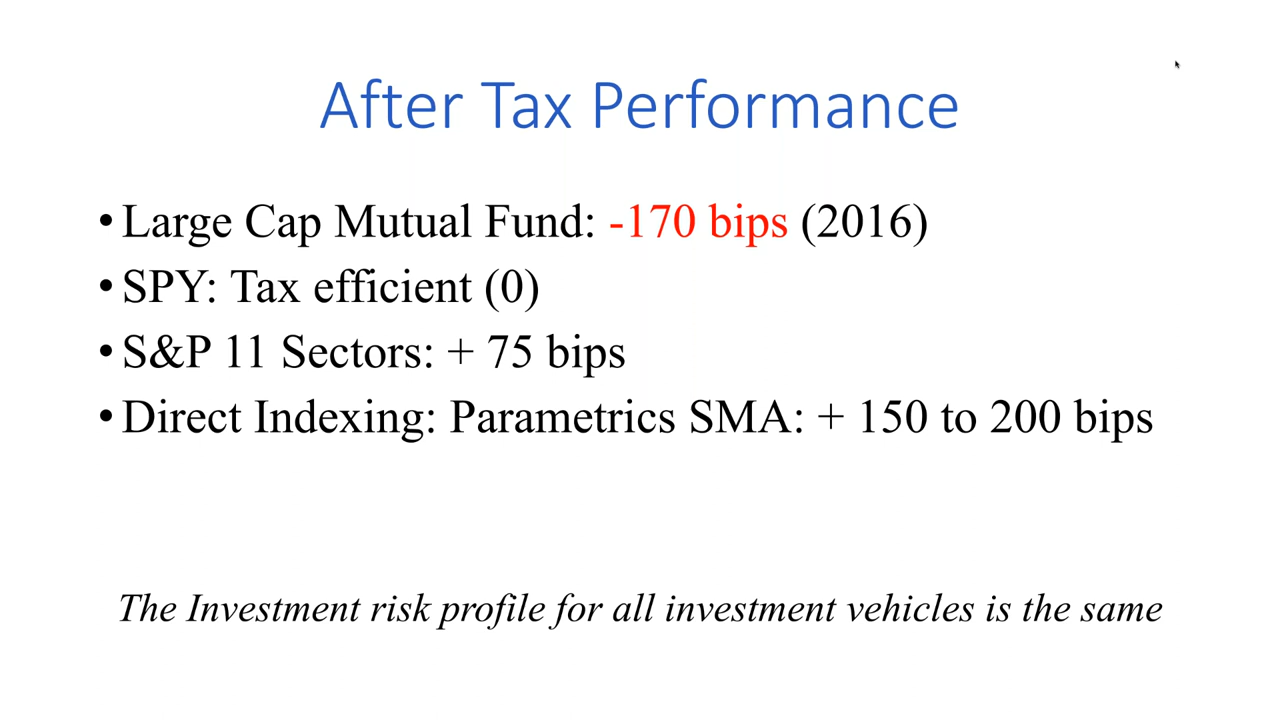 After Tax Performance
• Large Cap Mutual Fund: -170 bips (2016)
• SPY: Tax efficient (0)
• S&P 11 Sectors: + 75 bips
• Direct Indexing: Parametrics SMA: + 150 to 200 bips
The Investment risk profile for all investment vehicles is the same